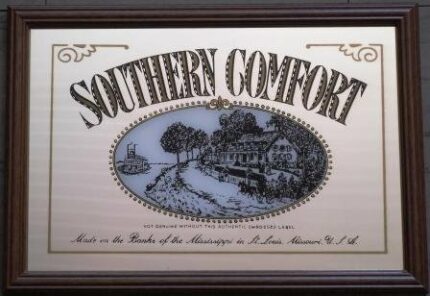 SOUTHERN COMFORT
NOT GENUINE WITHOUT THIS AUTHENTIC EMBOSSED LABEL
Made on the Banks of the Mississippi in St. Louis, Missouri, U.S.A.